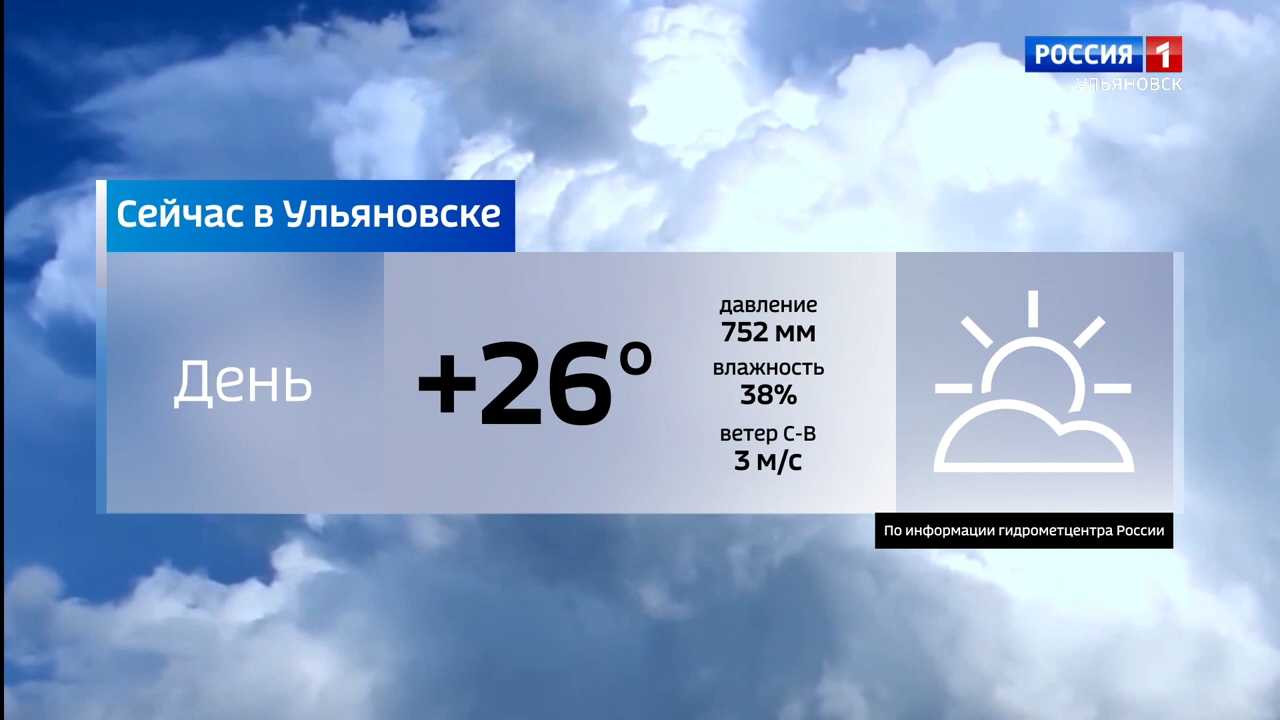 РОССИЯ 1
УЛЬЯНОВСК
Сейчас в Ульяновске
День
+26°
давление
752 мм
влажность
38%
ветер С-В
3 м/с
По информации гидрометцентра России